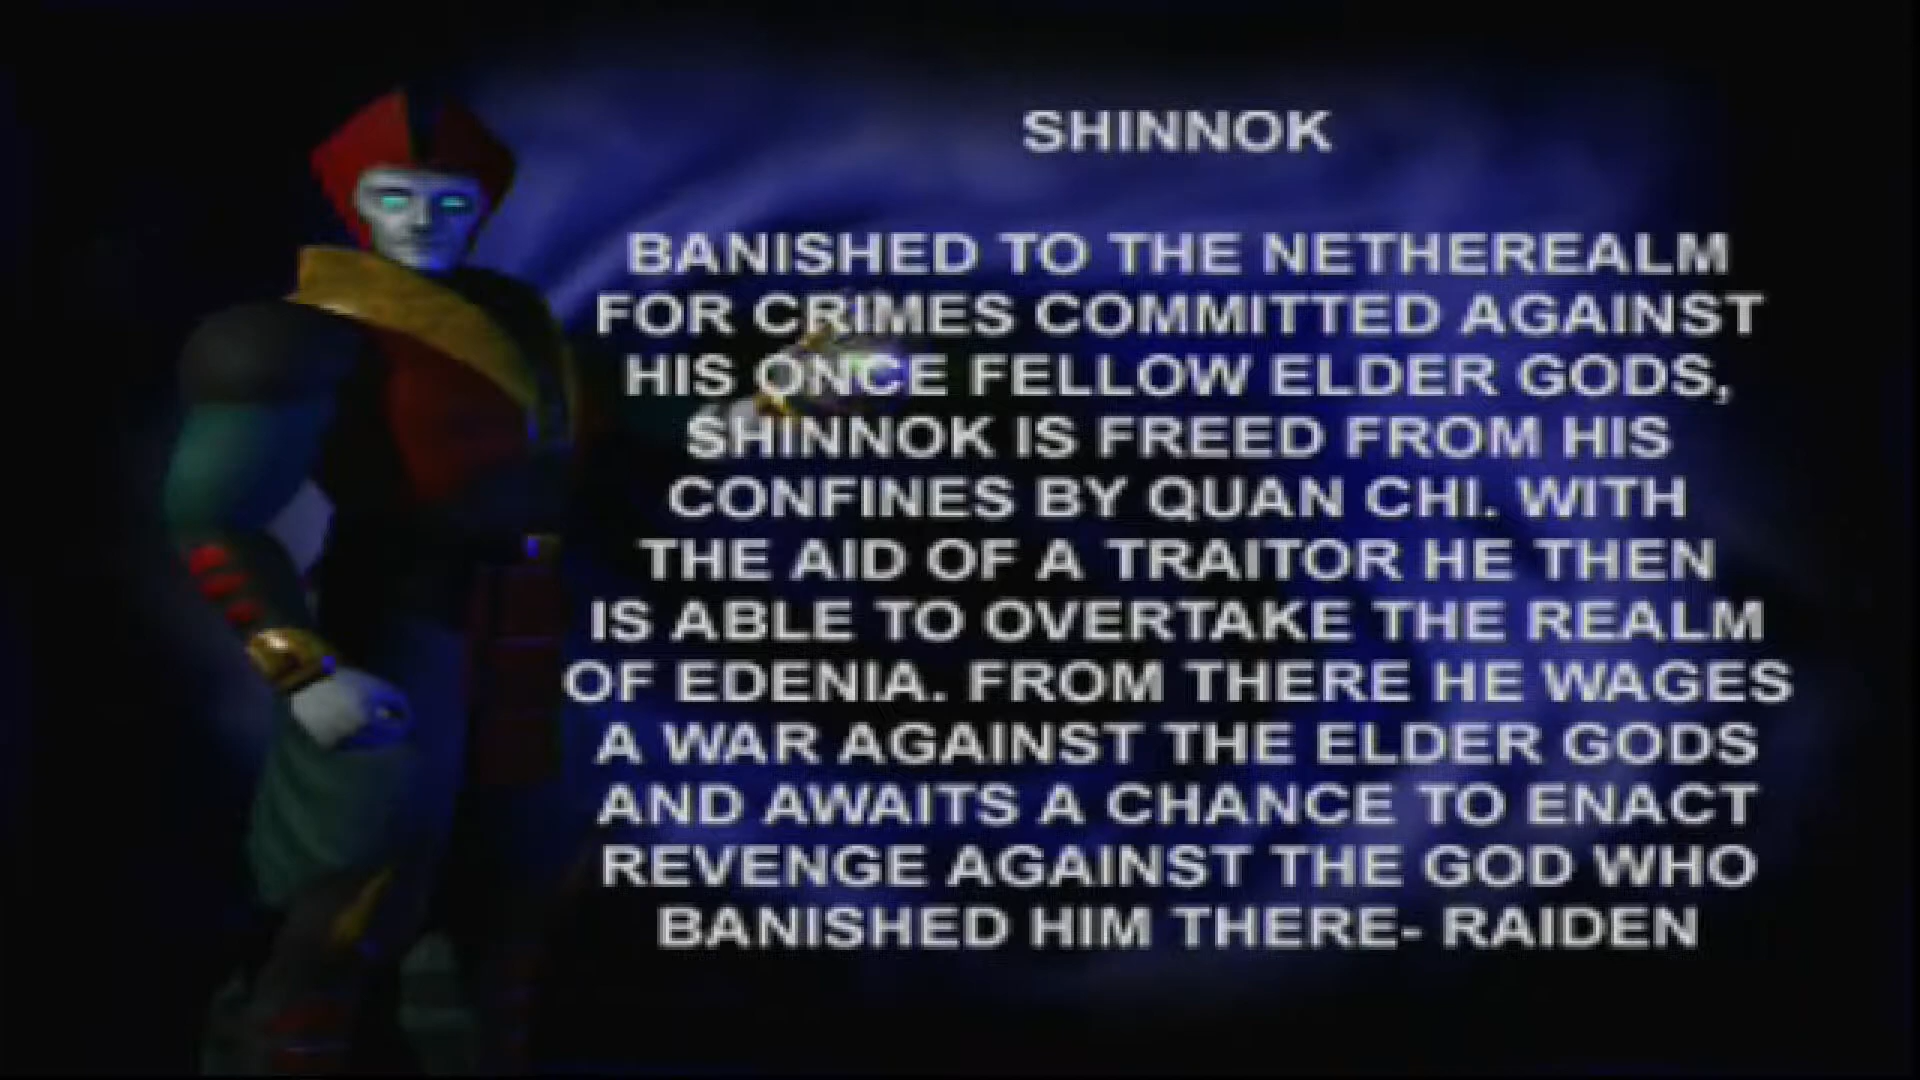 SHINNOK
BANISHED TO THE NETHEREALM
FOR CRIMES COMMITTED AGAINST
HIS ONCE FELLOW ELDER GODS,
SHINNOK IS FREED FROM HIS
CONFINES BY QUAN CHI. WITH
THE AID OF A TRAITOR HE THEN
IS ABLE TO OVERTAKE THE REALM
OF EDENIA. FROM THERE HE WAGES
A WAR AGAINST THE ELDER GODS
AND AWAITS A CHANCE TO ENACT
REVENGE AGAINST THE GOD WHO
BANISHED HIM THERE- RAIDEN